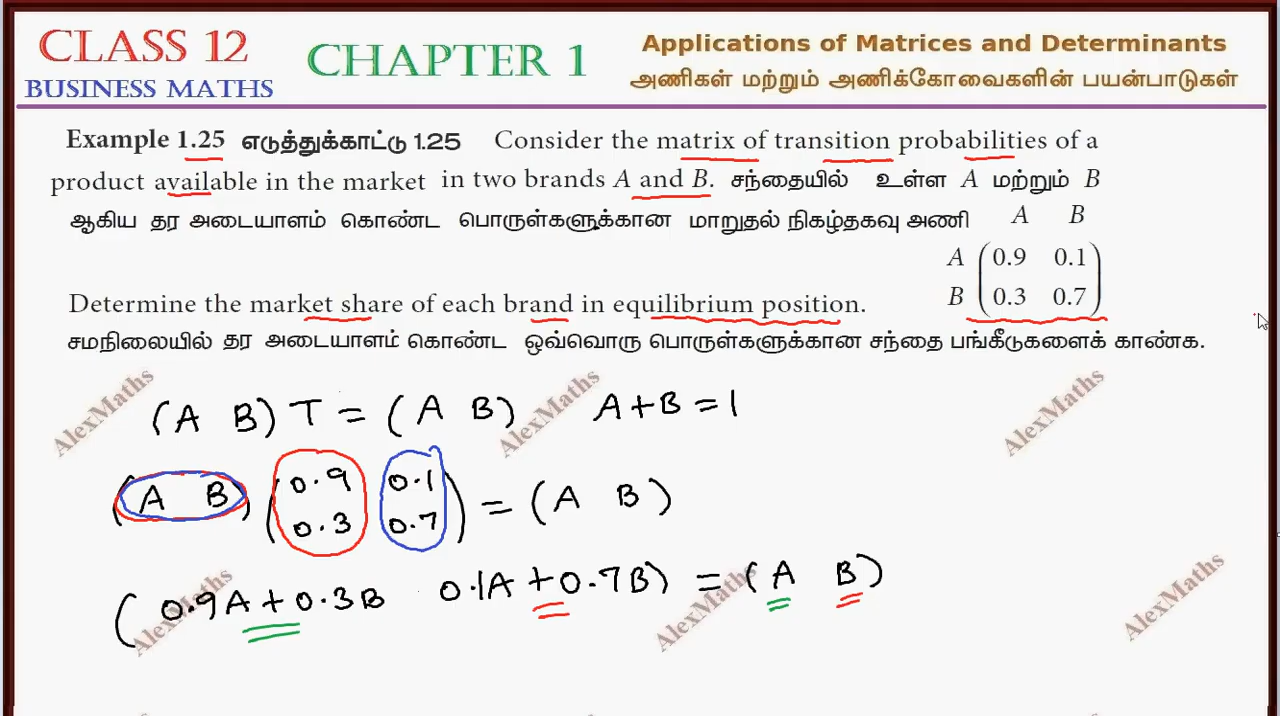 CLASS 12
BUSINESS MATHS
CHAPTER 1
Applications of Matrices and Determinants
அணிகள் மற்றும் அணிக்கோவைகளின் பயன்பாடுகள்
Example 1.25 எடுத்துக்காட்டு 1.25 Consider the matrix of transition probabilities of a
product available in the market in two brands A and B. சந்தையில் உள்ள A மற்றும் B
ஆகிய தர அடையாளம் கொண்ட பொருள்களுக்கான மாறுதல் நிகழ்தகவு அணி
A B
A (0.9 0.1)
B (0.3 0.7)
Determine the market share of each brand in equilibrium position.
சமநிலையில் தர அடையாளம் கொண்ட ஒவ்வொரு பொருள்களுக்கான சந்தை பங்கீடுகளைக் காண்க.
(A B) T = (A B) A+B=1
(A B) (0.9 0.1
0.3 0.7) = (A B)
(0.9A+0.3B 0.1A+0.7B) = (A B)
AlexMaths
AlexMaths
AlexMaths
AlexMaths
AlexMaths
AlexMaths